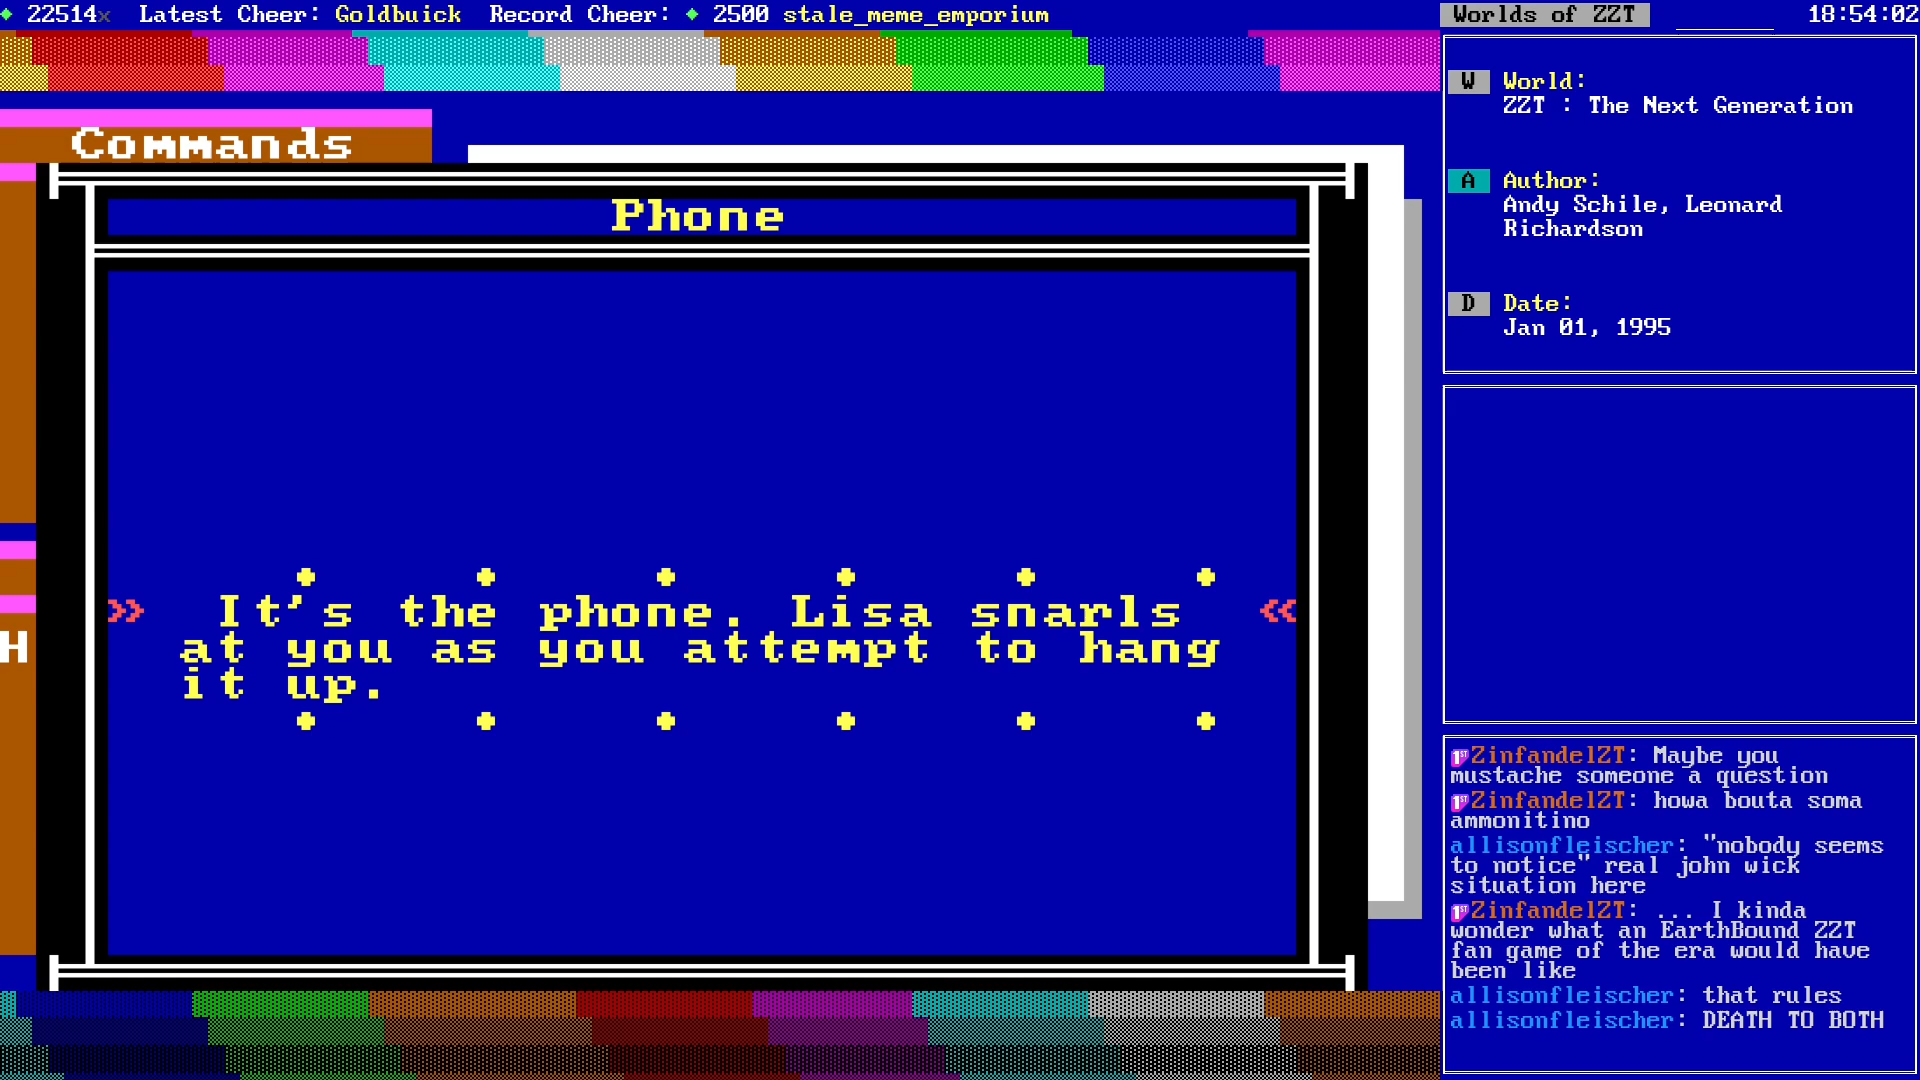 22514x Latest Cheer: Goldbuick Record Cheer: ♦ 2500 stale_meme_emporium
Worlds of ZZT
18:54:02
W World:
ZZT : The Next Generation
A Author:
Andy Schile, Leonard
Richardson
D Date:
Jan 01, 1995
Commands
Phone
» It's the phone. Lisa snarls «
at you as you attempt to hang
it up.
H
ZinfandelZT: Maybe you
mustache someone a question
ZinfandelZT: howa bouta soma
ammonitino
allisonfleischer: "nobody seems
to notice" real john wick
situation here
ZinfandelZT: ... I kinda
wonder what an EarthBound ZZT
fan game of the era would have
been like
allisonfleischer: that rules
allisonfleischer: DEATH TO BOTH